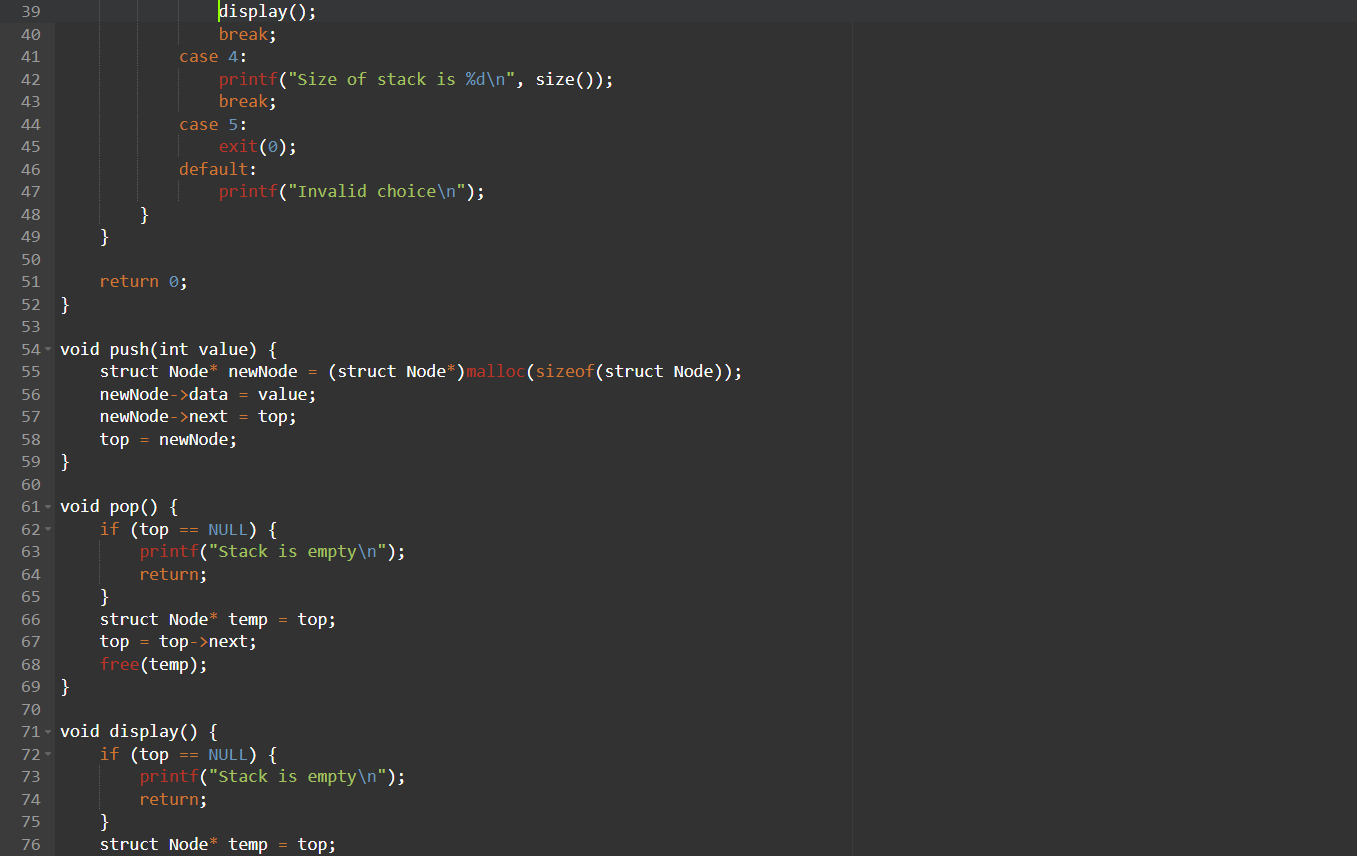 39 display();
40 break;
41 case 4:
42 printf("Size of stack is %d\n", size());
43 break;
44 case 5:
45 exit(0);
46 default:
47 printf("Invalid choice\n");
48 }
49 }
50
51 return 0;
52 }
53
54 void push(int value) {
55 struct Node* newNode = (struct Node*)malloc(sizeof(struct Node));
56 newNode->data = value;
57 newNode->next = top;
58 top = newNode;
59 }
60
61 void pop() {
62 if (top == NULL) {
63 printf("Stack is empty\n");
64 return;
65 }
66 struct Node* temp = top;
67 top = top->next;
68 free(temp);
69 }
70
71 void display() {
72 if (top == NULL) {
73 printf("Stack is empty\n");
74 return;
75 }
76 struct Node* temp = top;